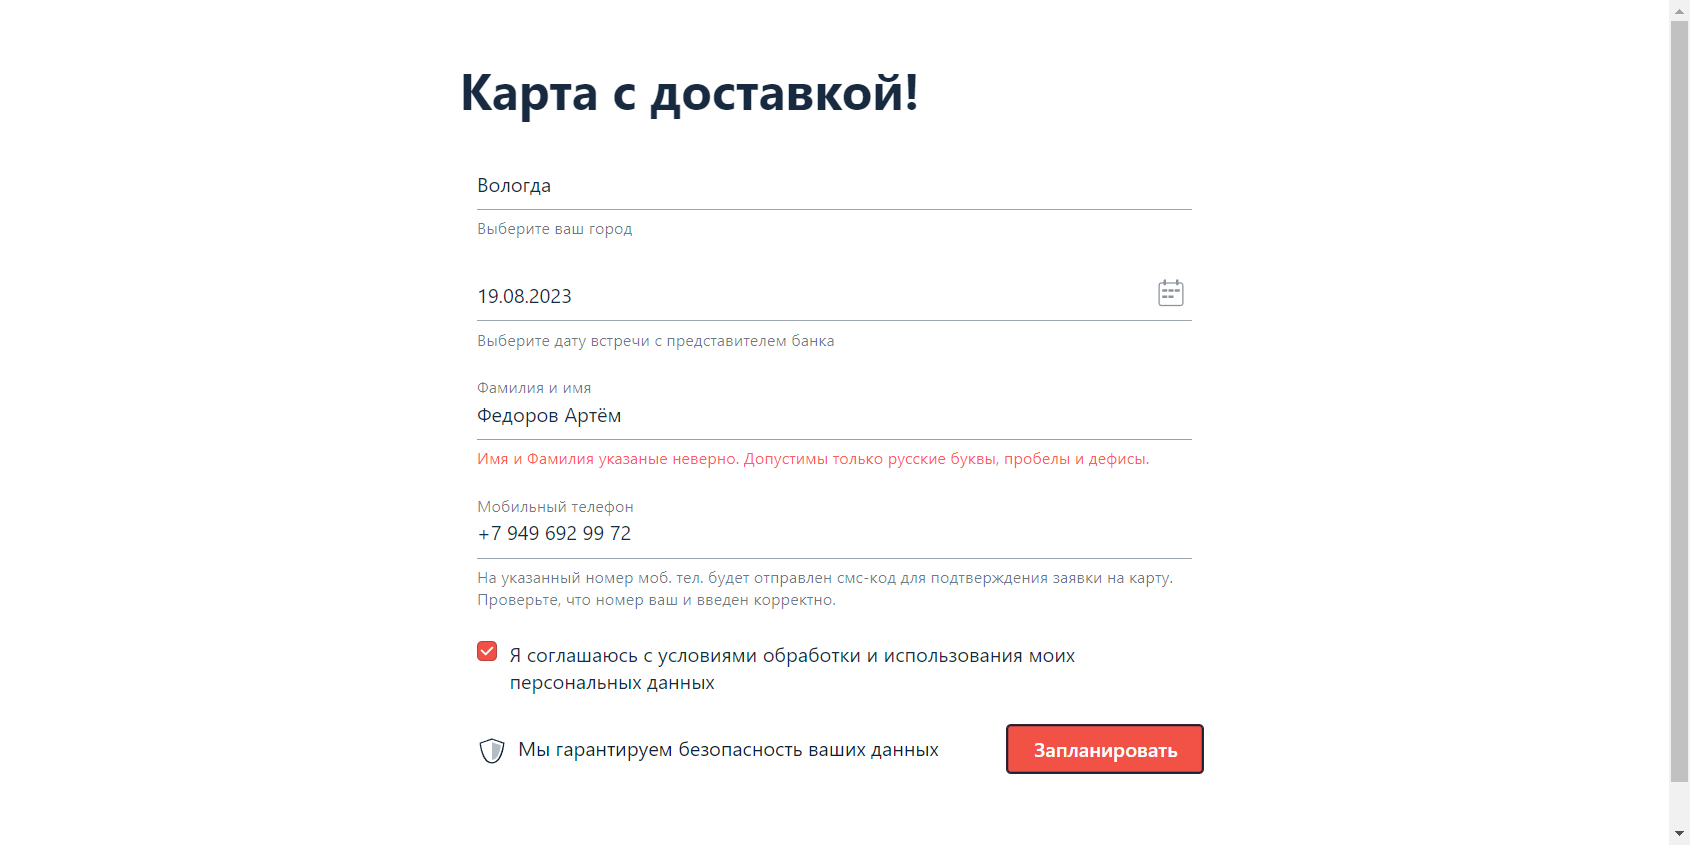 Карта с доставкой!
Вологда
Выберите ваш город
19.08.2023
Выберите дату встречи с представителем банка
Фамилия и имя
Федоров Артём
Имя и Фамилия указаные неверно. Допустимы только русские буквы, пробелы и дефисы.
Мобильный телефон
+7 949 692 99 72
На указанный номер моб. тел. будет отправлен смс-код для подтверждения заявки на карту.
Проверьте, что номер ваш и введен корректно.
Я соглашаюсь с условиями обработки и использования моих
персональных данных
Мы гарантируем безопасность ваших данных
Запланировать